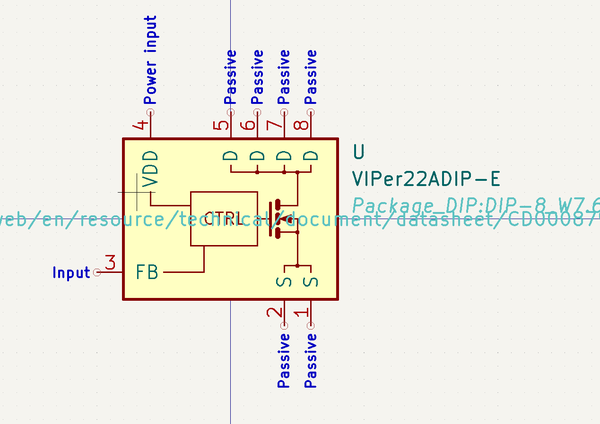 Power input
Passive
Passive
Passive
Passive
4
5
6
7
8
VDD
D
D
D
D
U
VIPer22ADIP-E
Package_DIP:DIP-8_W7.6
web/en/resource/technical/document/datasheet/CD00087
CTRL
Input
3
FB
S
S
2
1
Passive
Passive